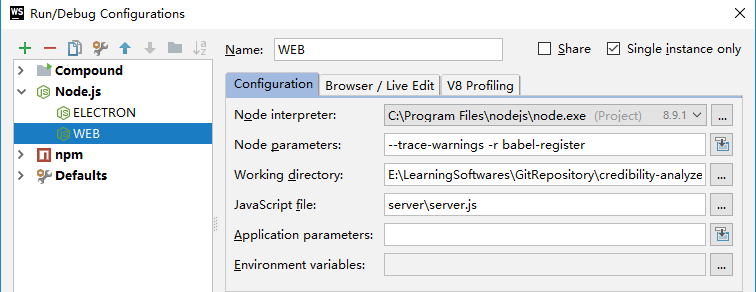 WS Run/Debug Configurations
Name: WEB Share Single instance only
Compound
Node.js
ELECTRON
WEB
npm
Defaults
Configuration Browser / Live Edit V8 Profiling
Node interpreter: C:\Program Files\nodejs\node.exe (Project) 8.9.1 ...
Node parameters: --trace-warnings -r babel-register
Working directory: E:\LearningSoftwares\GitRepository\credibility-analyze ...
JavaScript file: server\server.js ...
Application parameters:
Environment variables: ...